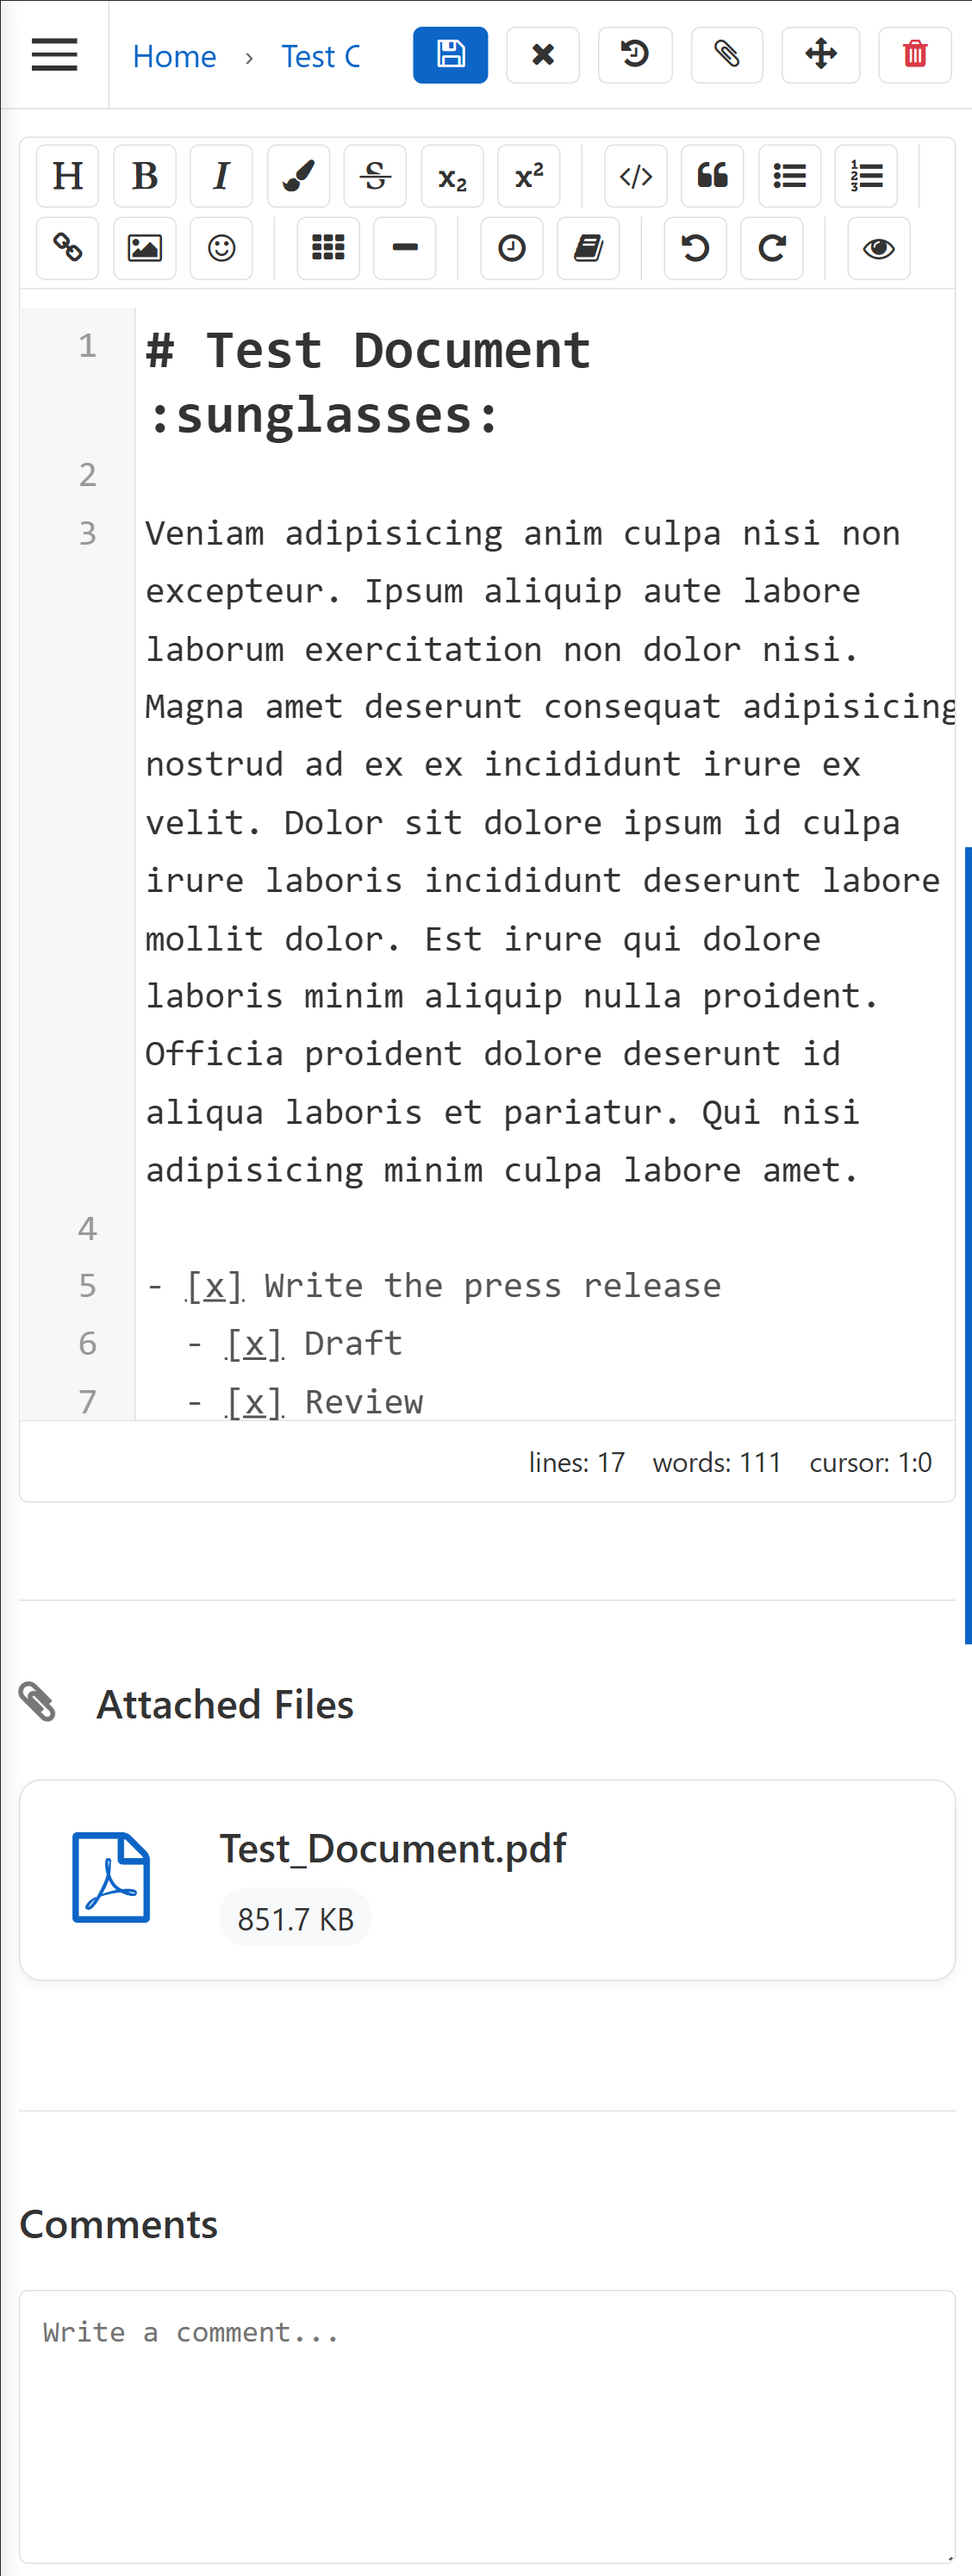 Home › Test C
H B I S x₂ x² </>
1 # Test Document
:sunglasses:
2
3 Veniam adipisicing anim culpa nisi non
excepteur. Ipsum aliquip aute labore
laborum exercitation non dolor nisi.
Magna amet deserunt consequat adipisicing
nostrud ad ex ex incididunt irure ex
velit. Dolor sit dolore ipsum id culpa
irure laboris incididunt deserunt labore
mollit dolor. Est irure qui dolore
laboris minim aliquip nulla proident.
Officia proident dolore deserunt id
aliqua laboris et pariatur. Qui nisi
adipisicing minim culpa labore amet.
4
5 - [x] Write the press release
6 - [x] Draft
7 - [x] Review
lines: 17 words: 111 cursor: 1:0
Attached Files
Test_Document.pdf
851.7 KB
Comments
Write a comment...